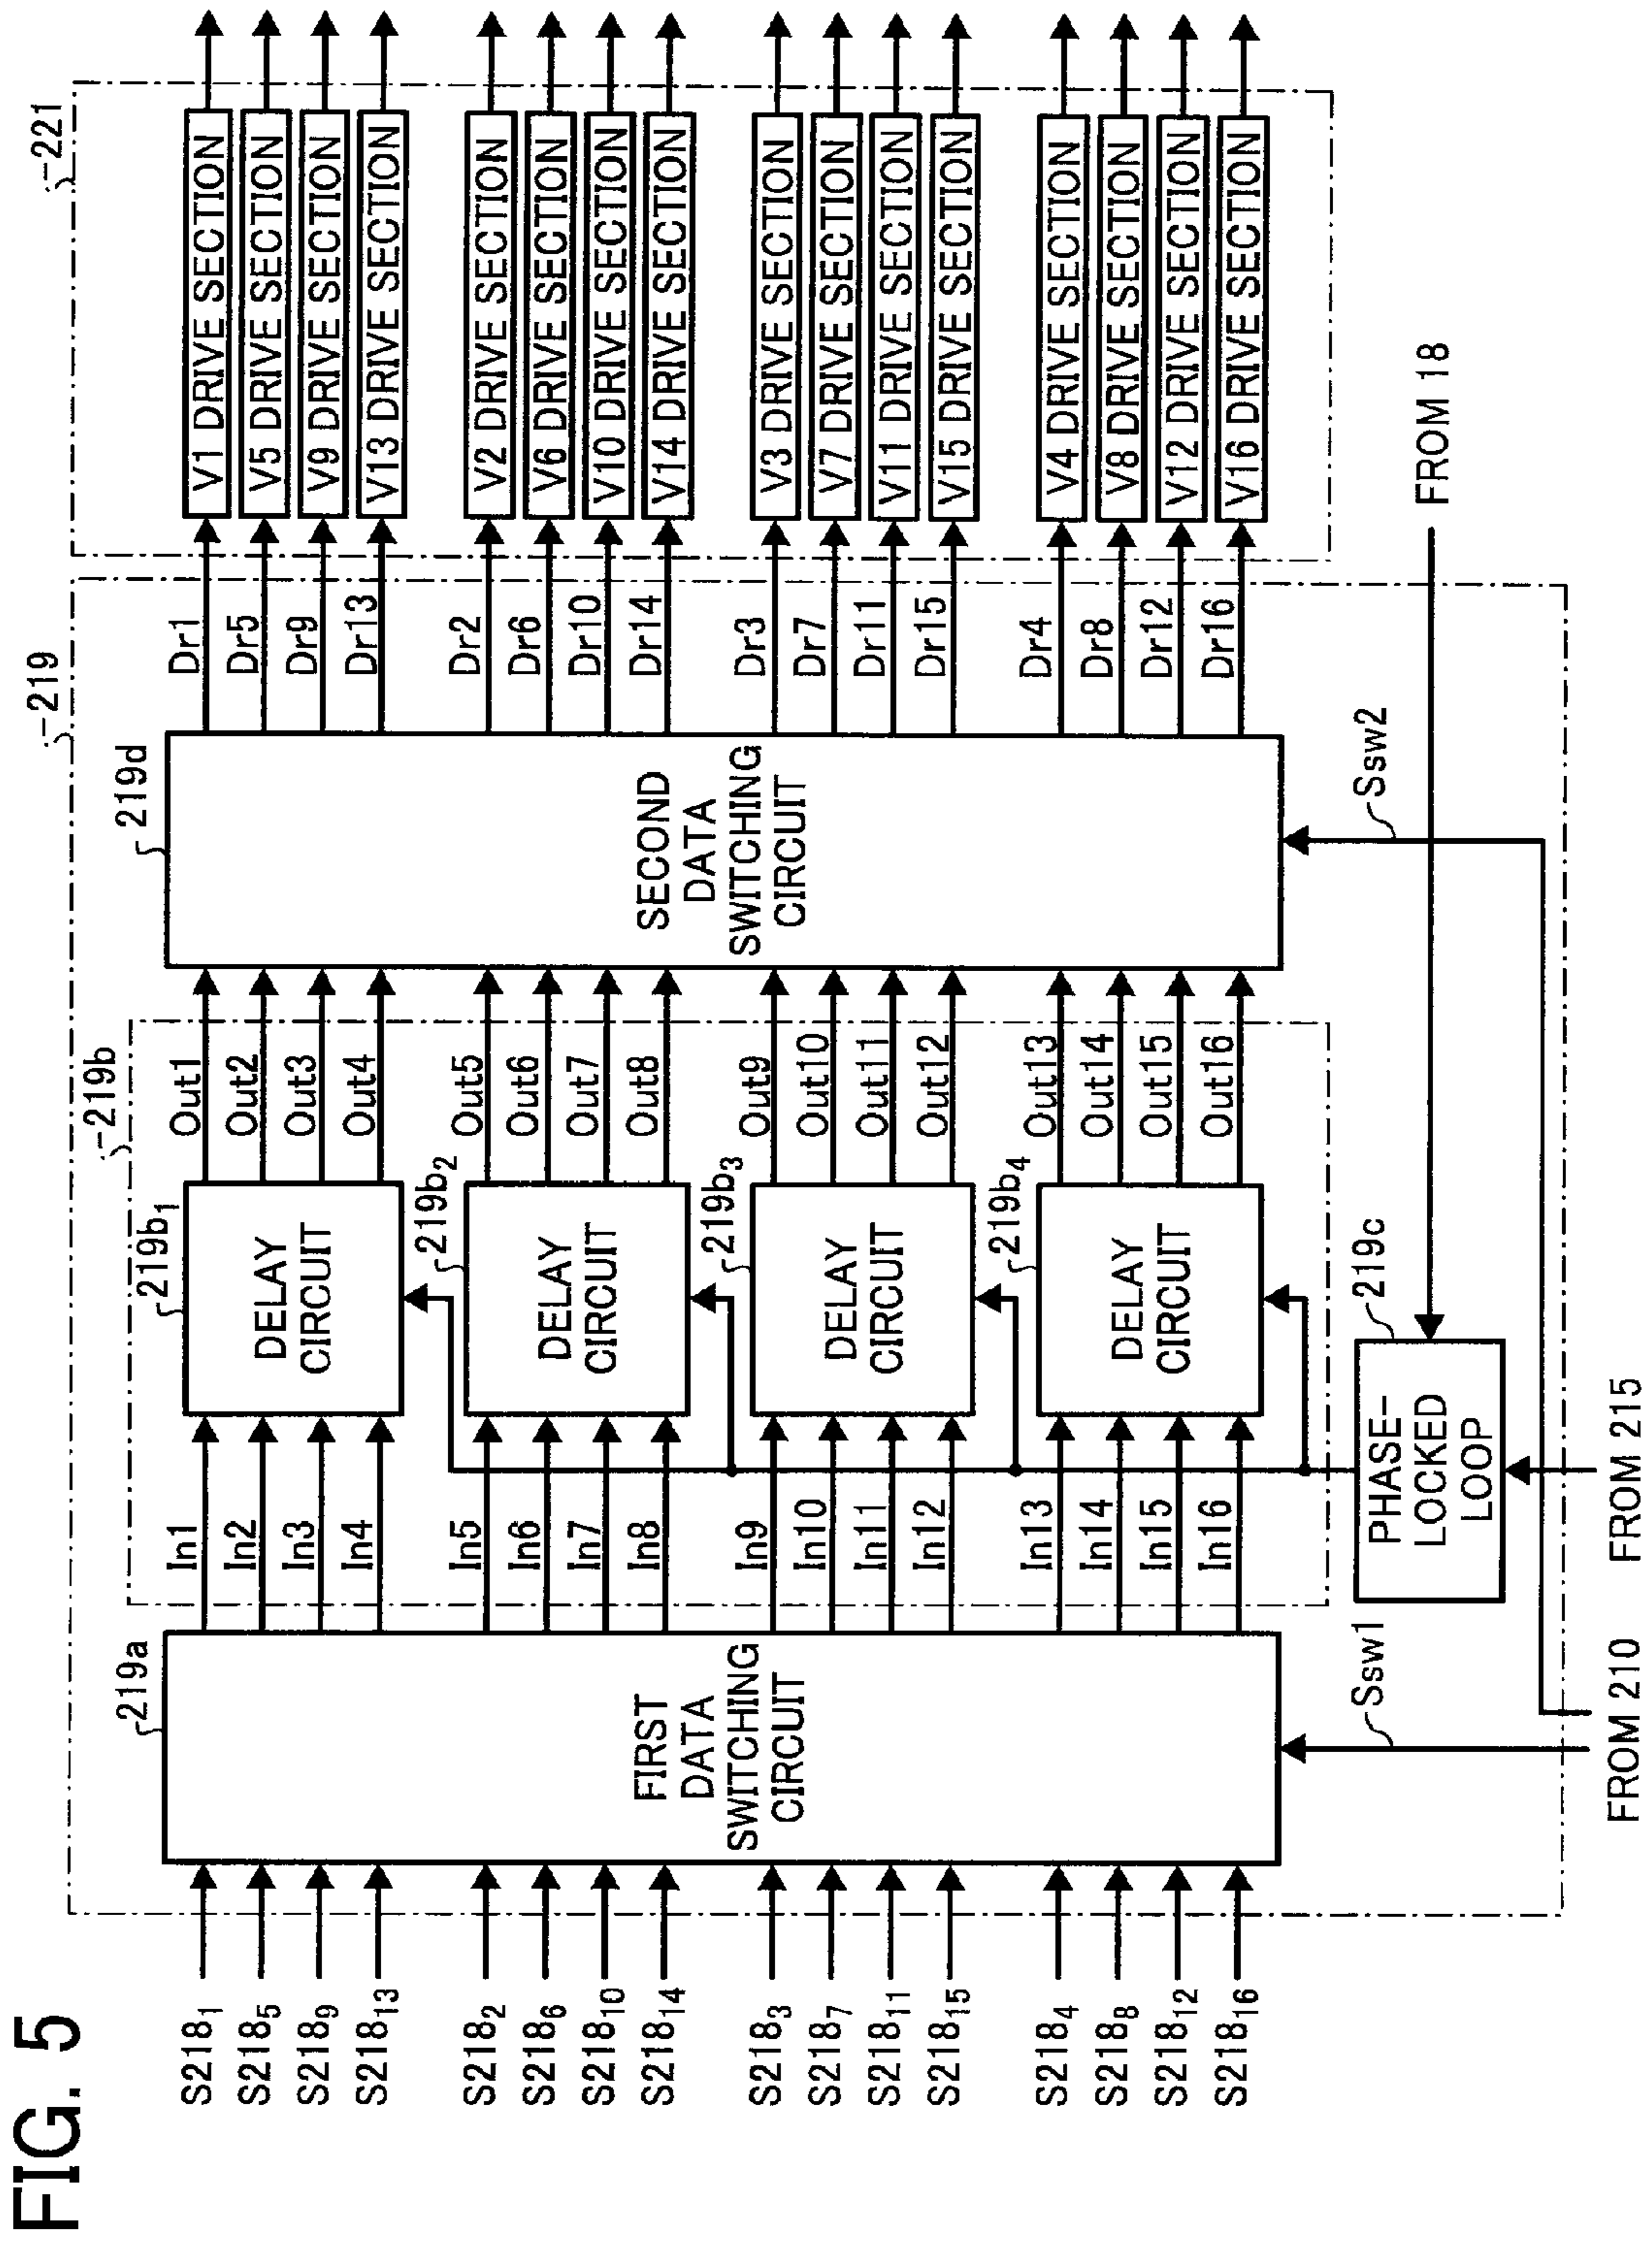 FIG. 5
219
221
219a
219b
219d
S218₁
S218₅
S218₉
S218₁₃
S218₂
S218₆
S218₁₀
S218₁₄
S218₃
S218₇
S218₁₁
S218₁₅
S218₄
S218₈
S218₁₂
S218₁₆
FIRST
DATA
SWITCHING
CIRCUIT
In1
In2
In3
In4
In5
In6
In7
In8
In9
In10
In11
In12
In13
In14
In15
In16
219b₁
DELAY
CIRCUIT
219b₂
DELAY
CIRCUIT
219b₃
DELAY
CIRCUIT
219b₄
DELAY
CIRCUIT
Out1
Out2
Out3
Out4
Out5
Out6
Out7
Out8
Out9
Out10
Out11
Out12
Out13
Out14
Out15
Out16
SECOND
DATA
SWITCHING
CIRCUIT
Dr1
Dr5
Dr9
Dr13
Dr2
Dr6
Dr10
Dr14
Dr3
Dr7
Dr11
Dr15
Dr4
Dr8
Dr12
Dr16
V1 DRIVE SECTION
V5 DRIVE SECTION
V9 DRIVE SECTION
V13 DRIVE SECTION
V2 DRIVE SECTION
V6 DRIVE SECTION
V10 DRIVE SECTION
V14 DRIVE SECTION
V3 DRIVE SECTION
V7 DRIVE SECTION
V11 DRIVE SECTION
V15 DRIVE SECTION
V4 DRIVE SECTION
V8 DRIVE SECTION
V12 DRIVE SECTION
V16 DRIVE SECTION
Ssw1
PHASE-
LOCKED
LOOP
219c
Ssw2
FROM 18
FROM 210
FROM 215